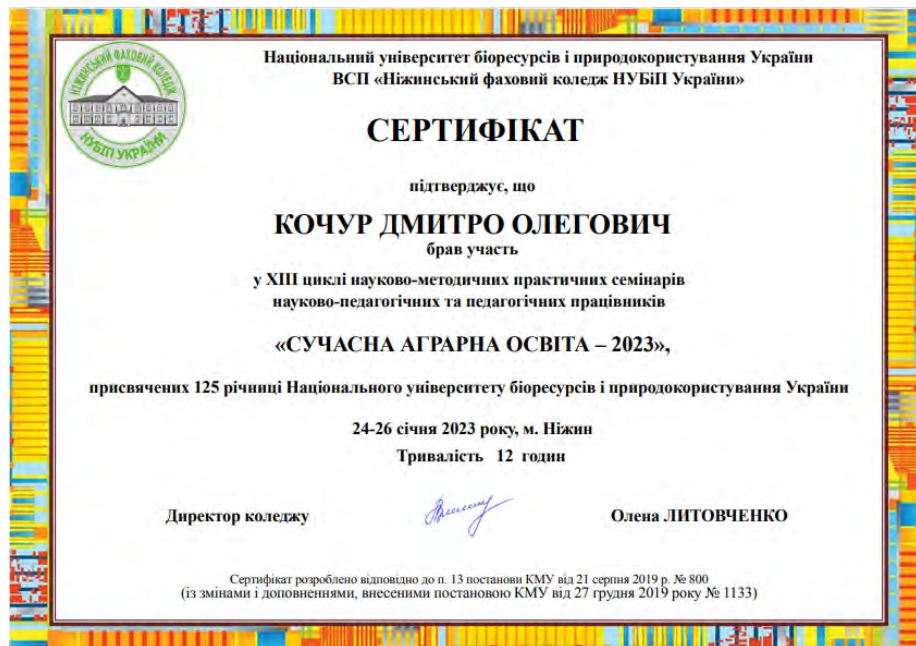 НІЖИНСЬКИЙ ФАХОВИЙ КОЛЕДЖ
НУБІП УКРАЇНИ
Національний університет біоресурсів і природокористування України
ВСП «Ніжинський фаховий коледж НУБіП України»
СЕРТИФІКАТ
підтверджує, що
КОЧУР ДМИТРО ОЛЕГОВИЧ
брав участь
у ХІІІ циклі науково-методичних практичних семінарів
науково-педагогічних та педагогічних працівників
«СУЧАСНА АГРАРНА ОСВІТА – 2023»,
присвячених 125 річниці Національного університету біоресурсів і природокористування України
24-26 січня 2023 року, м. Ніжин
Тривалість 12 годин
Директор коледжу Олена ЛИТОВЧЕНКО
Сертифікат розроблено відповідно до п. 13 постанови КМУ від 21 серпня 2019 р. № 800
(із змінами і доповненнями, внесеними постановою КМУ від 27 грудня 2019 року № 1133)